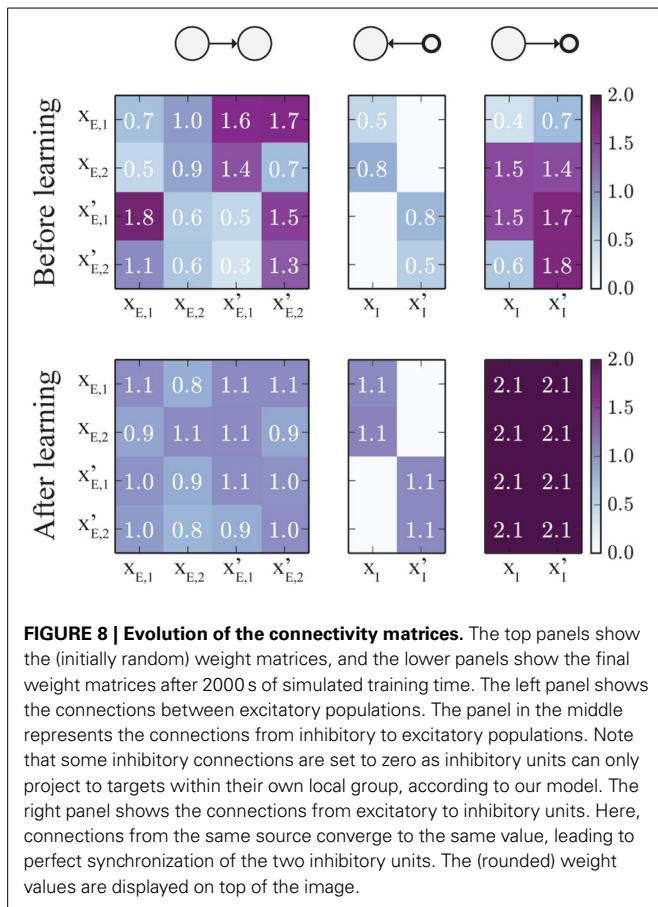 Before learning
X_E,1 0.7 1.0 1.6 1.7 0.5 0.4 0.7 2.0
X_E,2 0.5 0.9 1.4 0.7 0.8 1.5 1.4 1.5
X'_E,1 1.8 0.6 0.5 1.5 0.8 1.5 1.7 1.0
X'_E,2 1.1 0.6 0.3 1.3 0.5 0.6 1.8 0.5
0.0
X_E,1 X_E,2 X'_E,1 X'_E,2 X_I X'_I X_I X'_I
After learning
X_E,1 1.1 0.8 1.1 1.1 1.1 2.1 2.1 2.0
X_E,2 0.9 1.1 1.1 0.9 1.1 2.1 2.1 1.5
X'_E,1 1.0 0.9 1.1 1.0 1.1 2.1 2.1 1.0
X'_E,2 1.0 0.8 0.9 1.0 1.1 2.1 2.1 0.5
0.0
X_E,1 X_E,2 X'_E,1 X'_E,2 X_I X'_I X_I X'_I
FIGURE 8 | Evolution of the connectivity matrices. The top panels show
the (initially random) weight matrices, and the lower panels show the final
weight matrices after 2000 s of simulated training time. The left panel shows
the connections between excitatory populations. The panel in the middle
represents the connections from inhibitory to excitatory populations. Note
that some inhibitory connections are set to zero as inhibitory units can only
project to targets within their own local group, according to our model. The
right panel shows the connections from excitatory to inhibitory units. Here,
connections from the same source converge to the same value, leading to
perfect synchronization of the two inhibitory units. The (rounded) weight
values are displayed on top of the image.